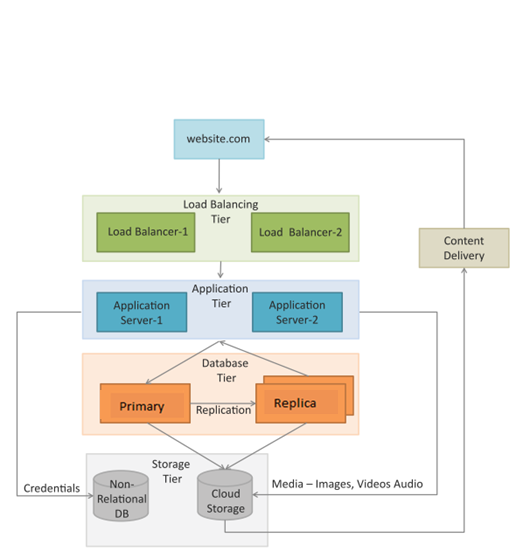 website.com
Load Balancing
Tier
Load Balancer-1
Load Balancer-2
Content
Delivery
Application
Tier
Application
Server-1
Application
Server-2
Database
Tier
Primary
Replication
Replica
Storage
Tier
Credentials
Non-
Relational
DB
Cloud
Storage
Media – Images, Videos Audio